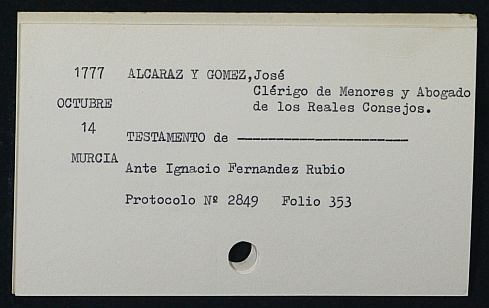 1777 ALCARAZ Y GOMEZ,José
Clérigo de Menores y Abogado
OCTUBRE de los Reales Consejos.
14
TESTAMENTO de ----------------------
MURCIA
Ante Ignacio Fernandez Rubio
Protocolo Nº 2849 Folio 353